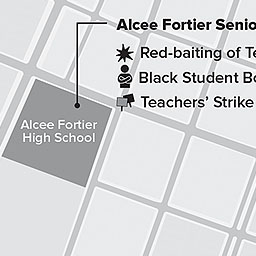 Alcee Fortier Senio
Red-baiting of Te
Black Student Bo
Teachers' Strike
Alcee Fortier
High School